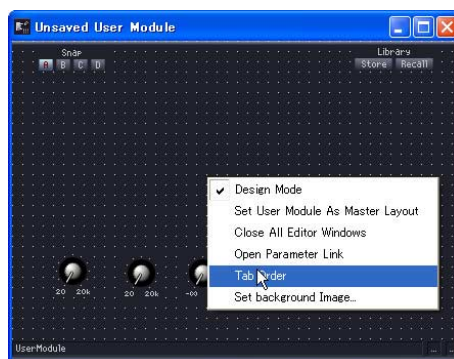 Unsaved User Module
Snap
Library
A B C D
Store Recall
Design Mode
Set User Module As Master Layout
Close All Editor Windows
Open Parameter Link
Tab Order
Set background Image...
20 20k
20 20k
-∞
UserModule